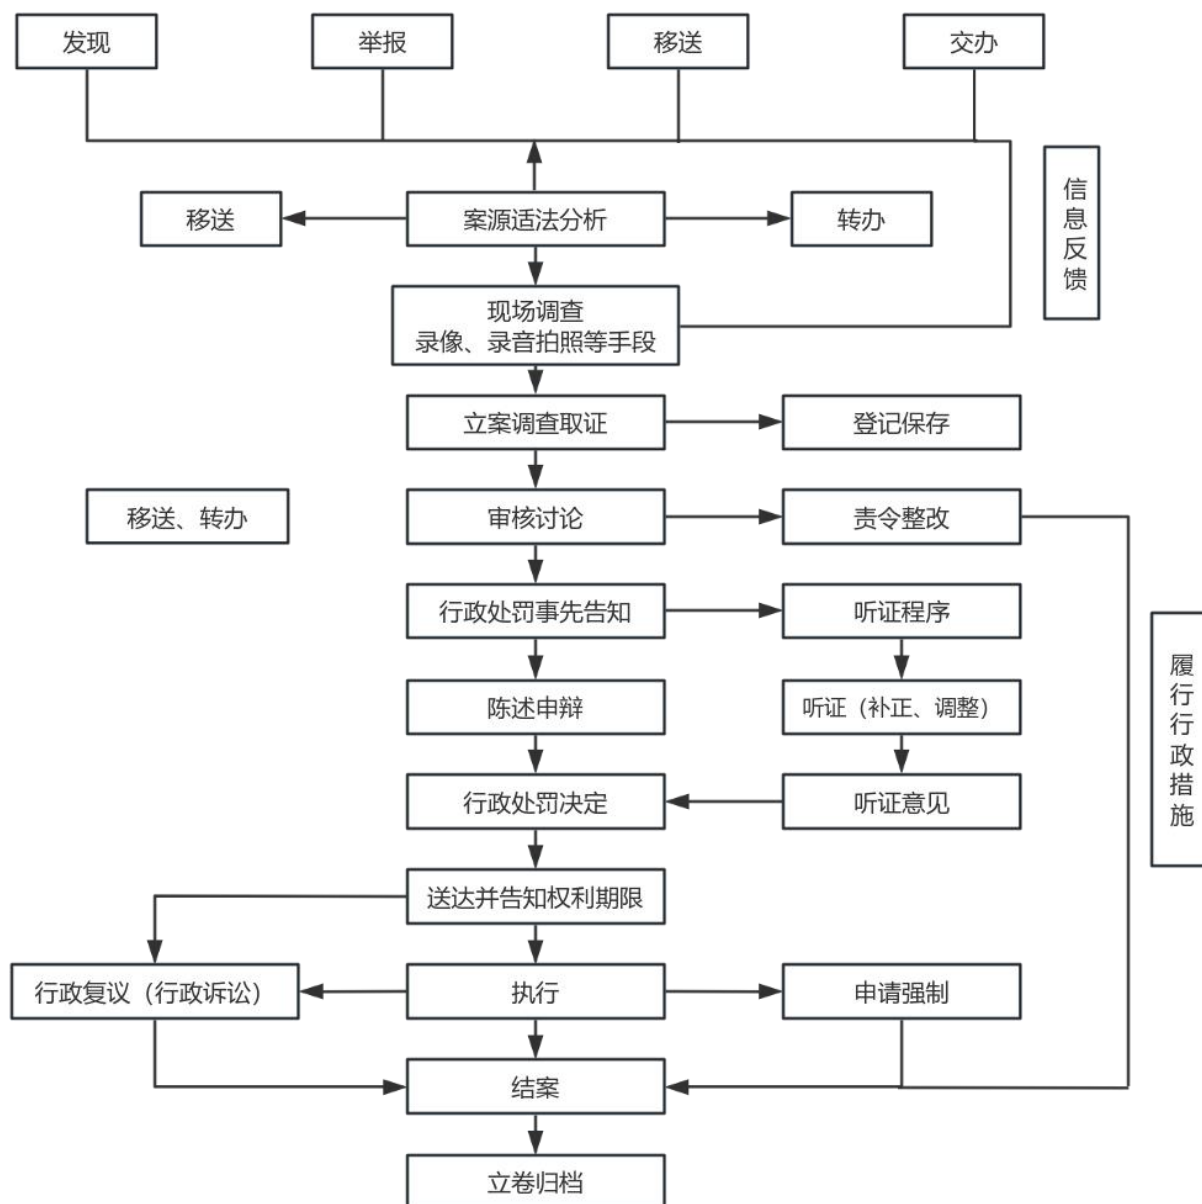 发现
举报
移送
交办
信息反馈
移送
案源适法分析
转办
现场调查
录像、录音拍照等手段
立案调查取证
登记保存
移送、转办
审核讨论
责令整改
行政处罚事先告知
听证程序
履行行政措施
陈述申辩
听证（补正、调整）
行政处罚决定
听证意见
送达并告知权利期限
行政复议（行政诉讼）
执行
申请强制
结案
立卷归档